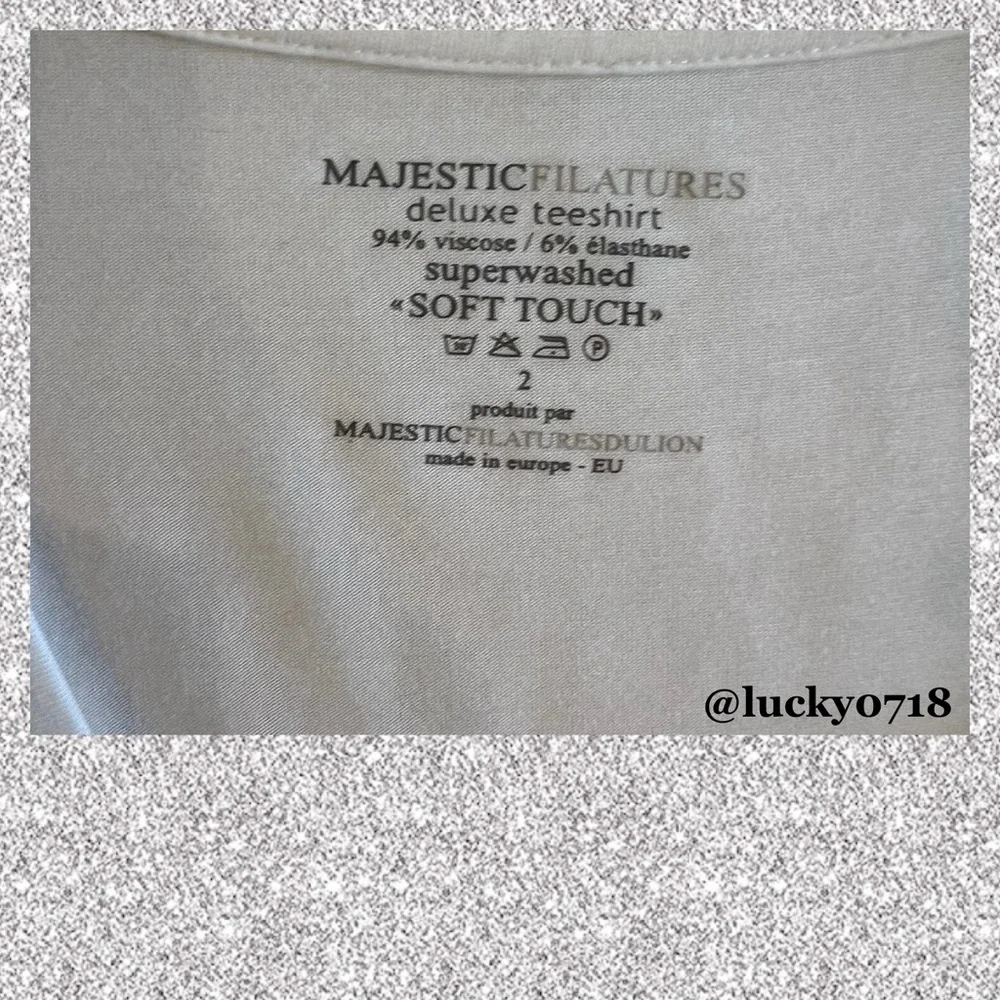 MAJESTICFILATURES
deluxe teeshirt
94% viscose / 6% élasthane
superwashed
«SOFT TOUCH»
P
2
produit par
MAJESTICFILATURESDULION
made in europe - EU
@lucky0718